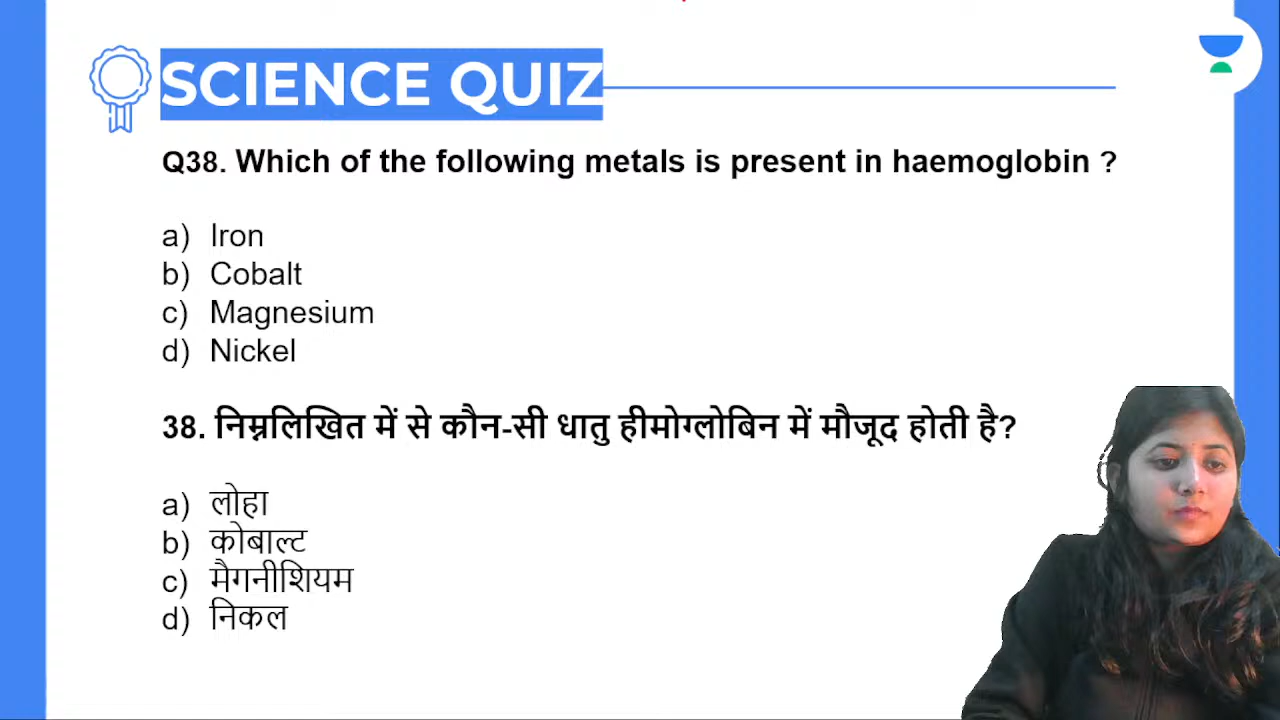 SCIENCE QUIZ
Q38. Which of the following metals is present in haemoglobin ?
a) Iron
b) Cobalt
c) Magnesium
d) Nickel
38. निम्नलिखित में से कौन-सी धातु हीमोग्लोबिन में मौजूद होती है?
a) लोहा
b) कोबाल्ट
c) मैगनीशियम
d) निकल